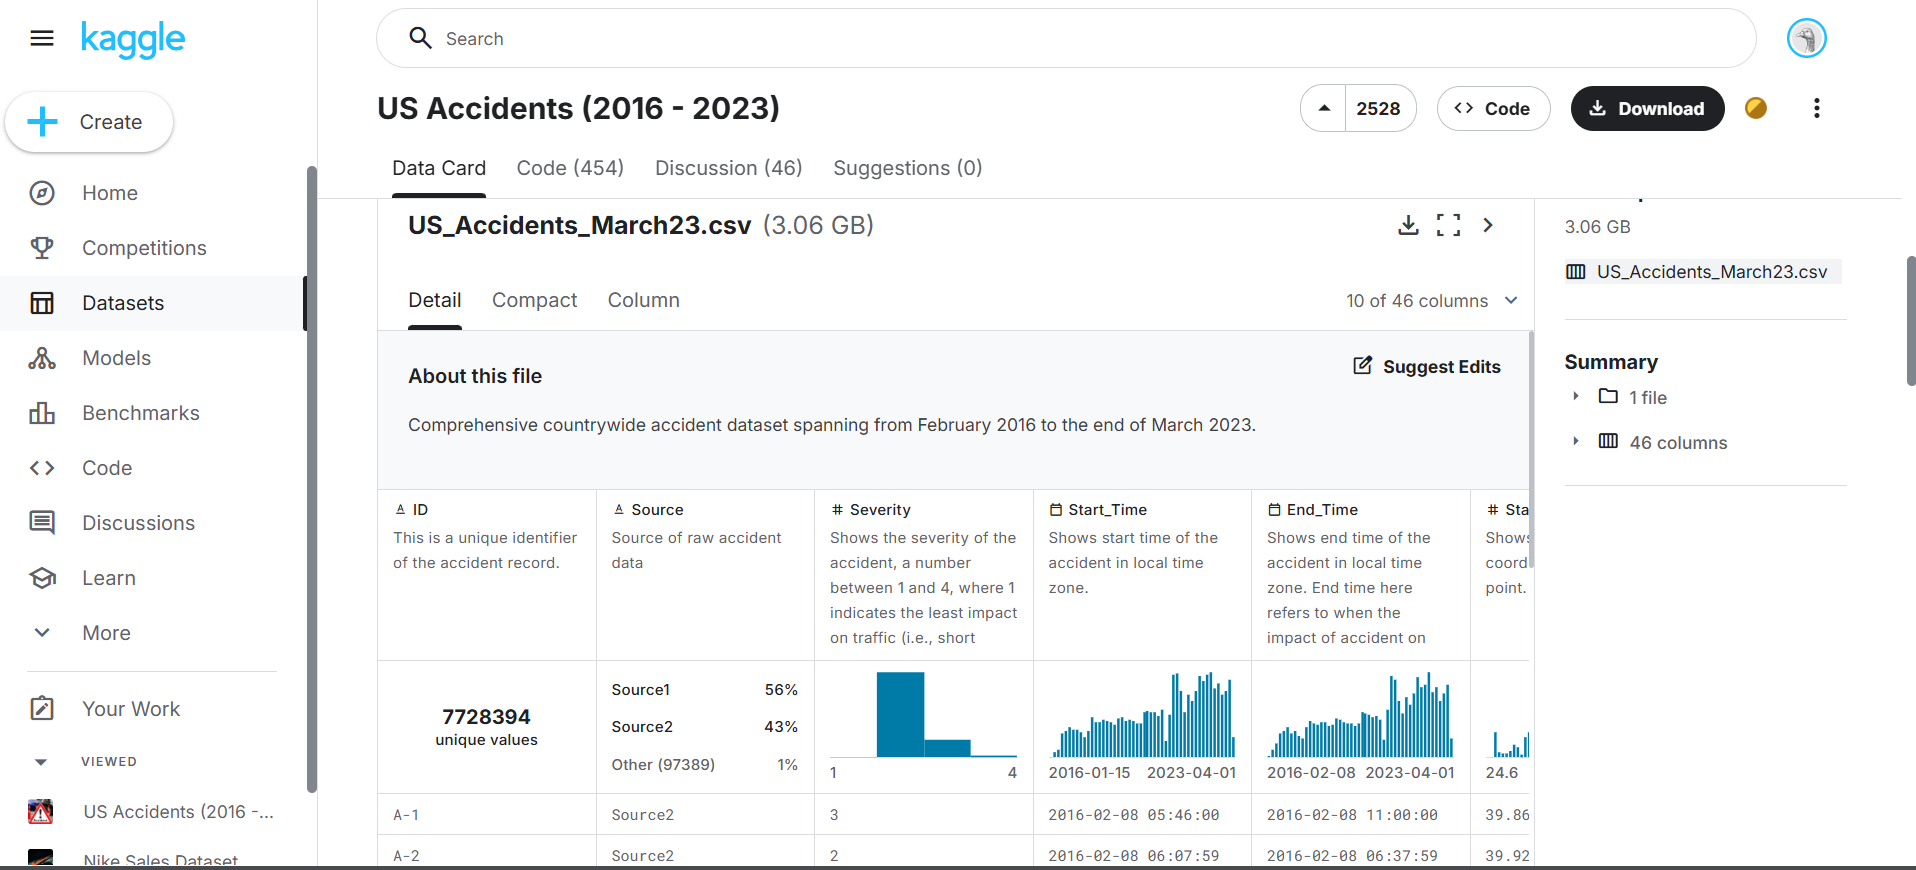 kaggle
Search
Create
Home
Competitions
Datasets
Models
Benchmarks
Code
Discussions
Learn
More
Your Work
VIEWED
US Accidents (2016 -...
Nike Sales Dataset
US Accidents (2016 - 2023)
2528
Code
Download
Data Card
Code (454)
Discussion (46)
Suggestions (0)
US_Accidents_March23.csv (3.06 GB)
Detail
Compact
Column
10 of 46 columns
About this file
Suggest Edits
Comprehensive countrywide accident dataset spanning from February 2016 to the end of March 2023.
ID
This is a unique identifier
of the accident record.
Source
Source of raw accident
data
# Severity
Shows the severity of the
accident, a number
between 1 and 4, where 1
indicates the least impact
on traffic (i.e., short
Start_Time
Shows start time of the
accident in local time
zone.
End_Time
Shows end time of the
accident in local time
zone. End time here
refers to when the
impact of accident on
# Sta
Shows
coord
point.
7728394
unique values
Source1 56%
Source2 43%
Other (97389) 1%
1 4
2016-01-15 2023-04-01
2016-02-08 2023-04-01
24.6
A-1 Source2 3 2016-02-08 05:46:00 2016-02-08 11:00:00 39.86
A-2 Source2 2 2016-02-08 06:07:59 2016-02-08 06:37:59 39.92
3.06 GB
US_Accidents_March23.csv
Summary
1 file
46 columns